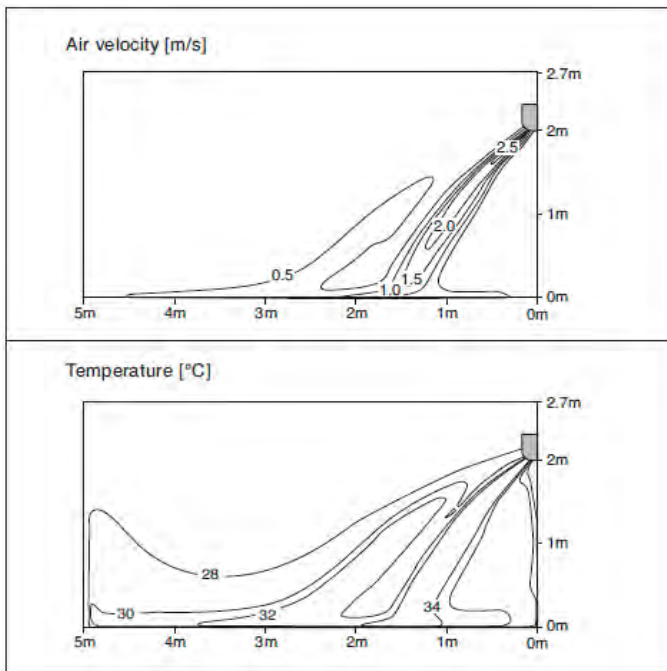 Air velocity [m/s]
2.7m
2m
2.5
1m
2.0
0.5
1.5
1.0
0m
5m 4m 3m 2m 1m 0m
Temperature [°C]
2.7m
2m
1m
28
34
30 32
0m
5m 4m 3m 2m 1m 0m